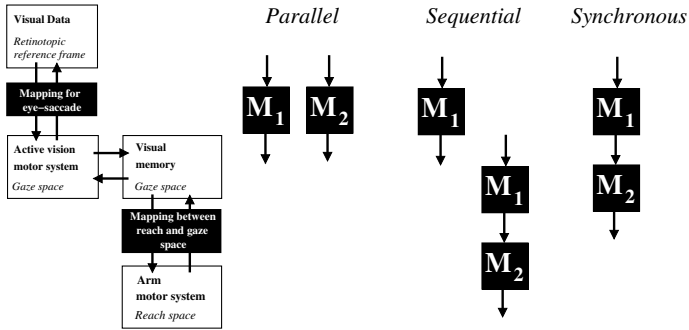 Visual Data
Retinotopic
reference frame
Mapping for
eye-saccade
Active vision
motor system
Gaze space
Visual
memory
Gaze space
Mapping between
reach and gaze
space
Arm
motor system
Reach space
Parallel
M1
M2
Sequential
M1
M1
M2
Synchronous
M1
M2